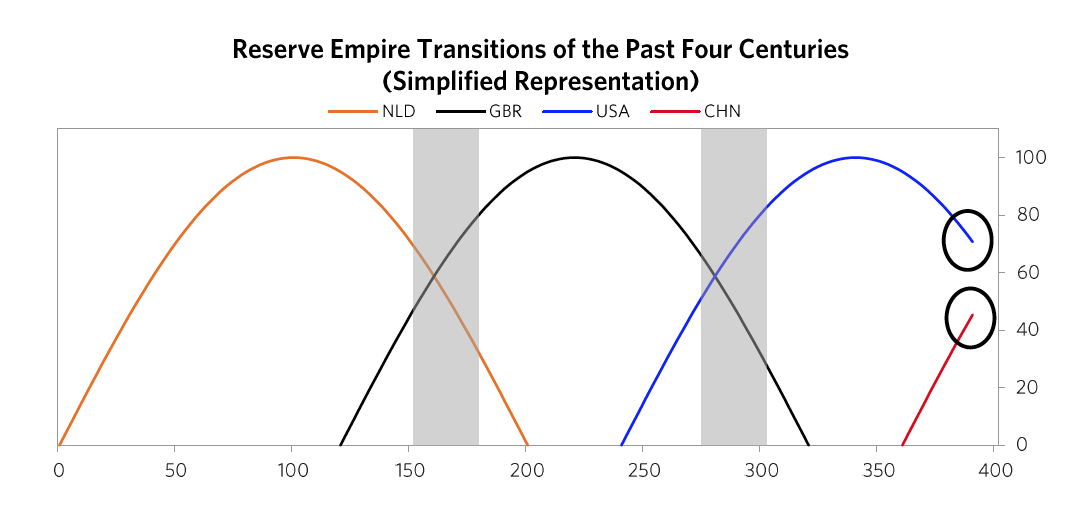 Reserve Empire Transitions of the Past Four Centuries
(Simplified Representation)
NLD GBR USA CHN
100
80
60
40
20
0
0 50 100 150 200 250 300 350 400